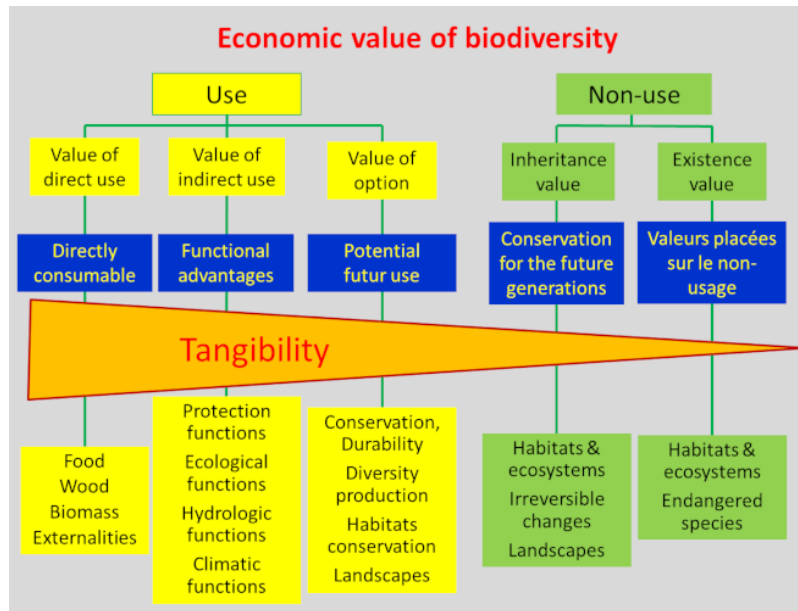 Economic value of biodiversity
Use
Non-use
Value of
direct use
Value of
indirect use
Value of
option
Inheritance
value
Existence
value
Directly
consumable
Functional
advantages
Potential
futur use
Conservation
for the future
generations
Valeurs placées
sur le non-
usage
Tangibility
Food
Wood
Biomass
Externalities
Protection
functions
Ecological
functions
Hydrologic
functions
Climatic
functions
Conservation,
Durability
Diversity
production
Habitats
conservation
Landscapes
Habitats &
ecosystems
Irreversible
changes
Landscapes
Habitats &
ecosystems
Endangered
species